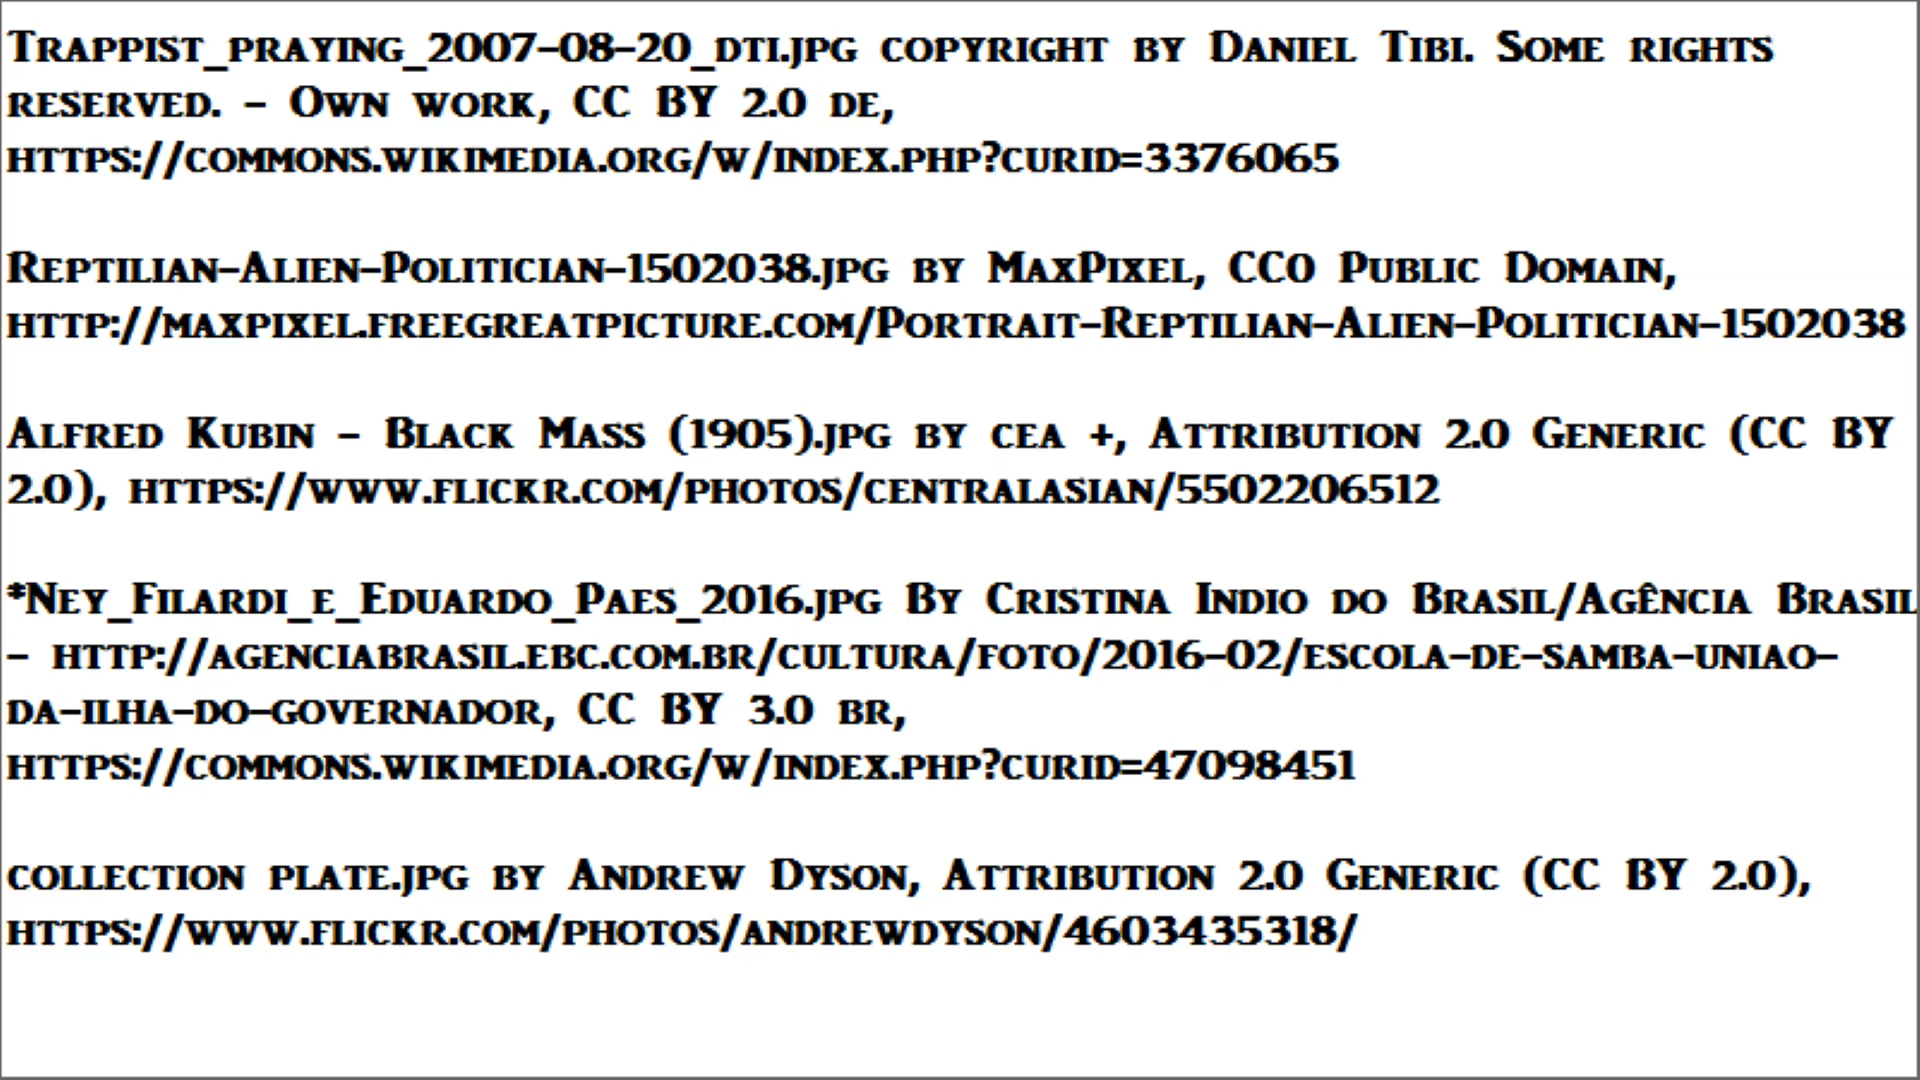 Trappist_praying_2007-08-20_dti.jpg copyright by Daniel Tibi. Some rights
reserved. - Own work, CC BY 2.0 de,
https://commons.wikimedia.org/w/index.php?curid=3376065
Reptilian-Alien-Politician-1502038.jpg by MaxPixel, CC0 Public Domain,
http://maxpixel.freegreatpicture.com/Portrait-Reptilian-Alien-Politician-1502038
Alfred Kubin - Black Mass (1905).jpg by cea +, Attribution 2.0 Generic (CC BY
2.0), https://www.flickr.com/photos/centralasian/5502206512
*Ney_Filardi_e_Eduardo_Paes_2016.jpg By Cristina Indio do Brasil/Agência Brasil
- http://agenciabrasil.ebc.com.br/cultura/foto/2016-02/escola-de-samba-uniao-
da-ilha-do-governador, CC BY 3.0 br,
https://commons.wikimedia.org/w/index.php?curid=47098451
collection plate.jpg by Andrew Dyson, Attribution 2.0 Generic (CC BY 2.0),
https://www.flickr.com/photos/andrewdyson/4603435318/